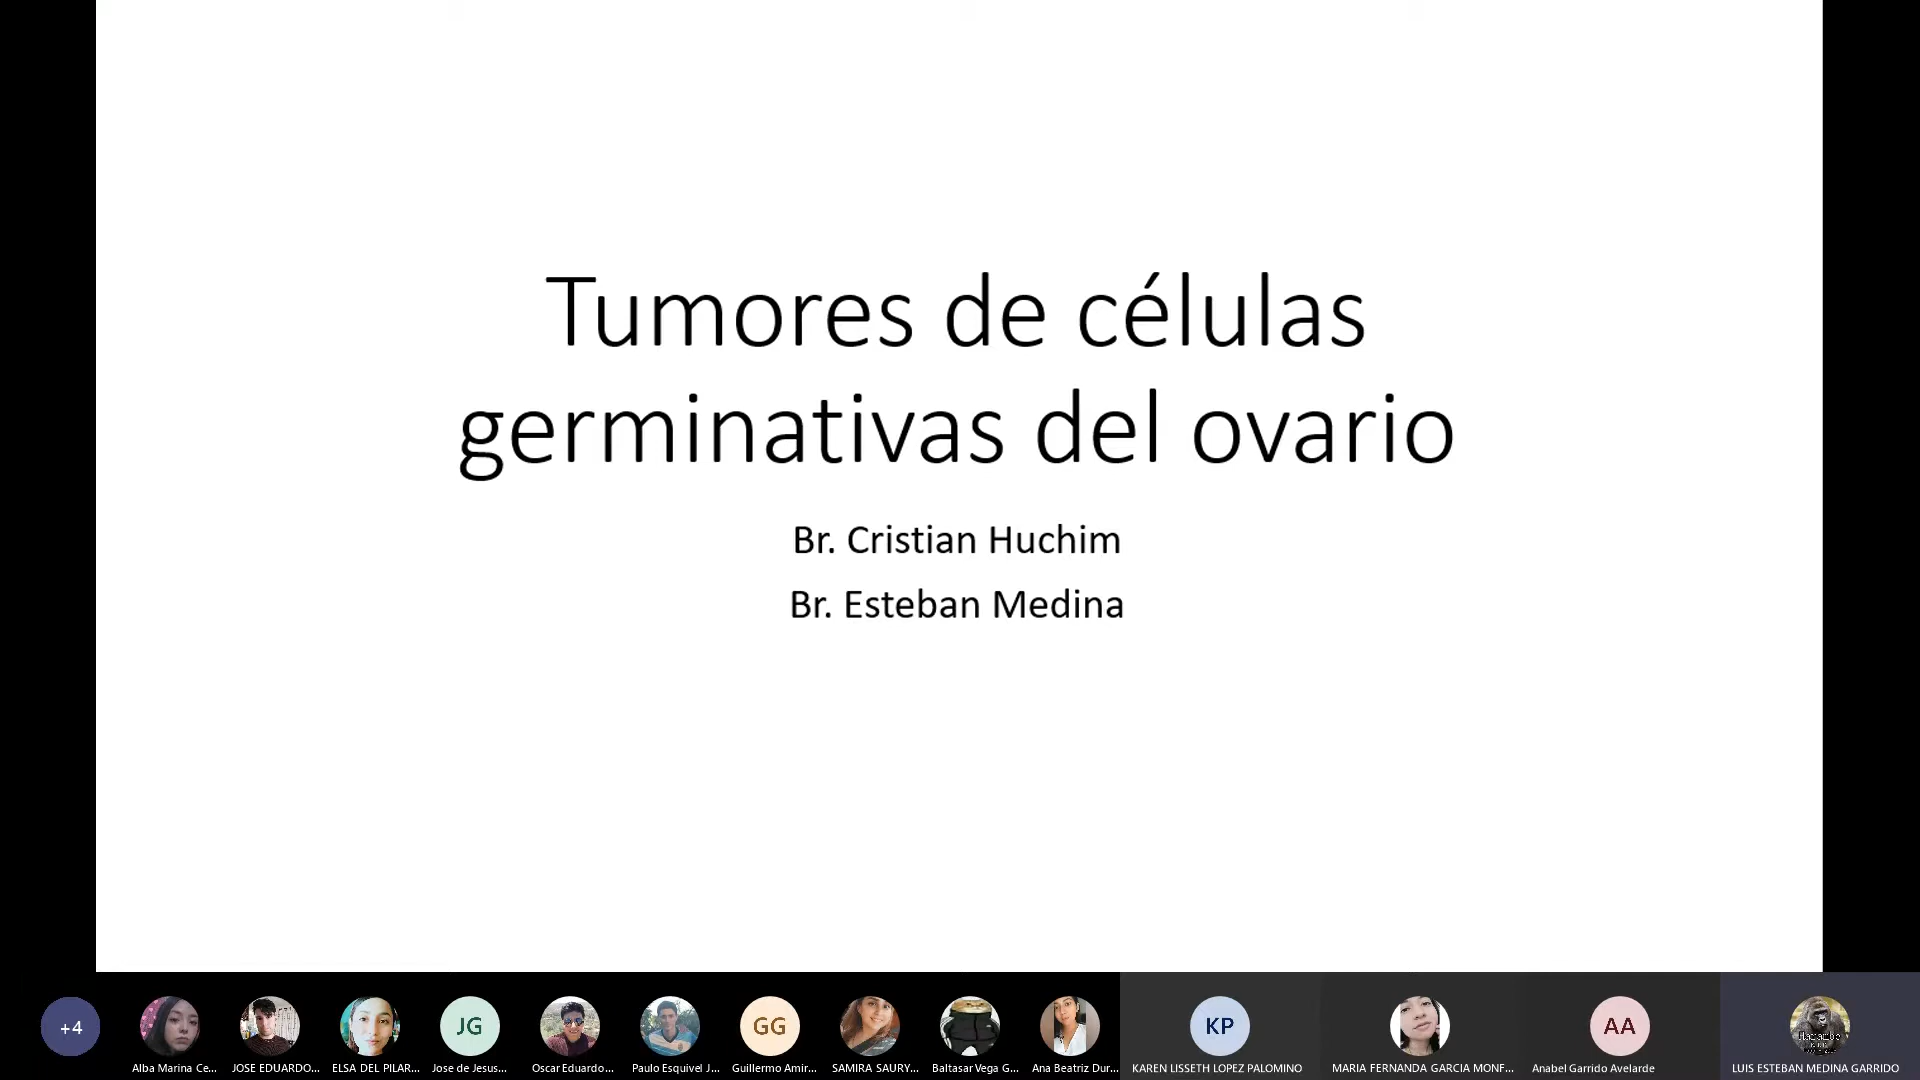 Tumores de células
germinativas del ovario
Br. Cristian Huchim
Br. Esteban Medina
+4
JG
GG
KP
AA
Alba Marina Ce...
JOSE EDUARDO...
ELSA DEL PILAR...
Jose de Jesus...
Oscar Eduardo...
Paulo Esquivel J...
Guillermo Amir...
SAMIRA SAURY...
Baltasar Vega G...
Ana Beatriz Dur...
KAREN LISSETH LOPEZ PALOMINO
MARIA FERNANDA GARCIA MONF...
Anabel Garrido Avelarde
LUIS ESTEBAN MEDINA GARRIDO